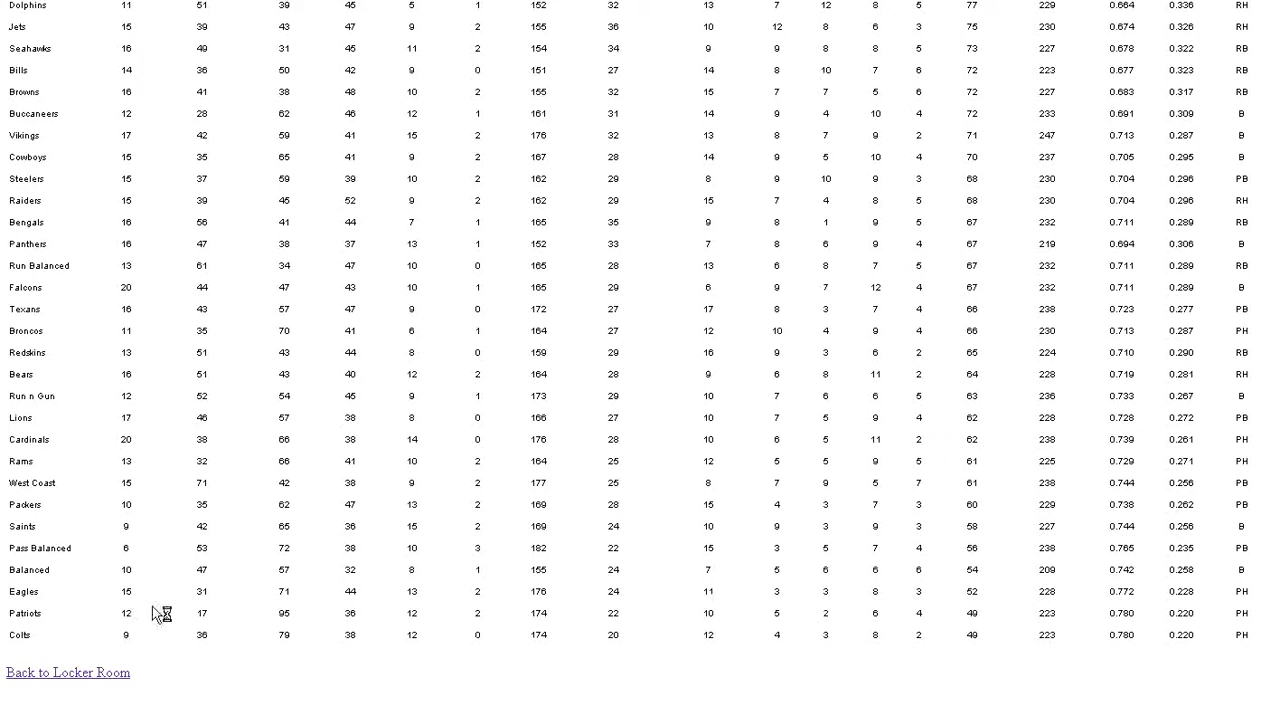 Dolphins 11 51 39 45 5 1 152 32 13 7 12 8 5 77 229 0.664 0.336 RH
Jets 15 39 43 47 9 2 155 36 10 12 8 6 3 75 230 0.674 0.326 RH
Seahawks 16 49 31 45 11 2 154 34 9 9 8 8 5 73 227 0.678 0.322 RB
Bills 14 36 50 42 9 0 151 27 14 8 10 7 6 72 223 0.677 0.323 RB
Browns 16 41 38 48 10 2 155 32 15 7 7 5 6 72 227 0.683 0.317 RB
Buccaneers 12 28 62 46 12 1 161 31 14 9 4 10 4 72 233 0.691 0.309 B
Vikings 17 42 59 41 15 2 176 32 13 8 7 9 2 71 247 0.713 0.287 B
Cowboys 15 35 65 41 9 2 167 28 14 9 5 10 4 70 237 0.705 0.295 B
Steelers 15 37 59 39 10 2 162 29 8 9 10 9 3 68 230 0.704 0.296 PB
Raiders 15 39 45 52 9 2 162 29 15 7 4 8 5 68 230 0.704 0.296 RH
Bengals 16 56 41 44 7 1 165 35 9 8 1 9 5 67 232 0.711 0.289 RB
Panthers 16 47 38 37 13 1 152 33 7 8 6 9 4 67 219 0.694 0.306 B
Run Balanced 13 61 34 47 10 0 165 28 13 6 8 7 5 67 232 0.711 0.289 RB
Falcons 20 44 47 43 10 1 165 29 6 9 7 12 4 67 232 0.711 0.289 B
Texans 16 43 57 47 9 0 172 27 17 8 3 7 4 66 238 0.723 0.277 PB
Broncos 11 35 70 41 6 1 164 27 12 10 4 9 4 66 230 0.713 0.287 PH
Redskins 13 51 43 44 8 0 159 29 16 9 3 6 2 65 224 0.710 0.290 RB
Bears 16 51 43 40 12 2 164 28 9 6 8 11 2 64 228 0.719 0.281 RH
Run n Gun 12 52 54 45 9 1 173 29 10 7 6 6 5 63 236 0.733 0.267 B
Lions 17 46 57 38 8 0 166 27 10 7 5 9 4 62 228 0.728 0.272 PB
Cardinals 20 38 66 38 14 0 176 28 10 6 5 11 2 62 238 0.739 0.261 PH
Rams 13 32 66 41 10 2 164 25 12 5 5 9 5 61 225 0.729 0.271 PH
West Coast 15 71 42 38 9 2 177 25 8 7 9 5 7 61 238 0.744 0.256 PB
Packers 10 35 62 47 13 2 169 28 15 4 3 7 3 60 229 0.738 0.262 PB
Saints 9 42 65 36 15 2 169 24 10 9 3 9 3 58 227 0.744 0.256 B
Pass Balanced 6 53 72 38 10 3 182 22 15 3 5 7 4 56 238 0.765 0.235 PB
Balanced 10 47 57 32 8 1 155 24 7 5 6 6 6 54 209 0.742 0.258 B
Eagles 15 31 71 44 13 2 176 24 11 3 3 8 3 52 228 0.772 0.228 PH
Patriots 12 17 95 36 12 2 174 22 10 5 2 6 4 49 223 0.780 0.220 PH
Colts 9 36 79 38 12 0 174 20 12 4 3 8 2 49 223 0.780 0.220 PH
Back to Locker Room